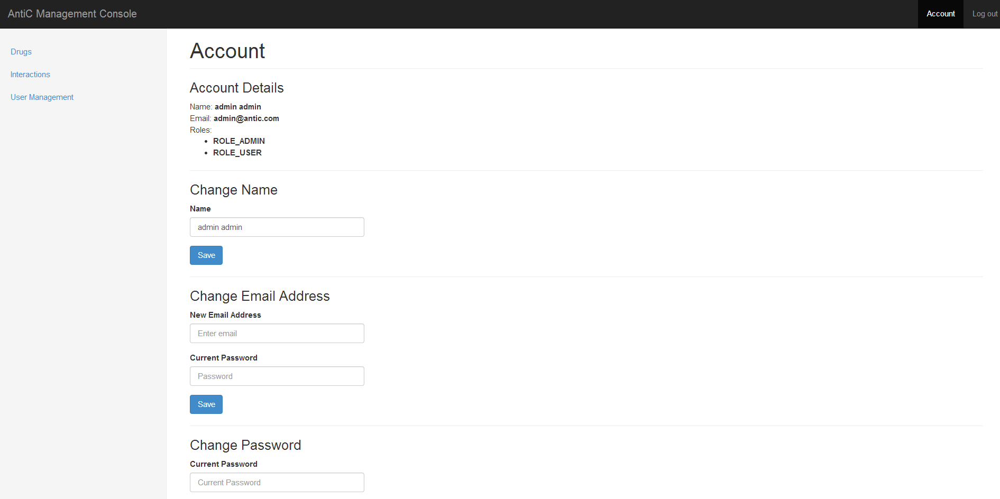 AntiC Management Console
Account
Log out
Drugs
Interactions
User Management
Account
Account Details
Name: admin admin
Email: admin@antic.com
Roles:
ROLE_ADMIN
ROLE_USER
Change Name
Name
admin admin
Save
Change Email Address
New Email Address
Enter email
Current Password
Password
Save
Change Password
Current Password
Current Password